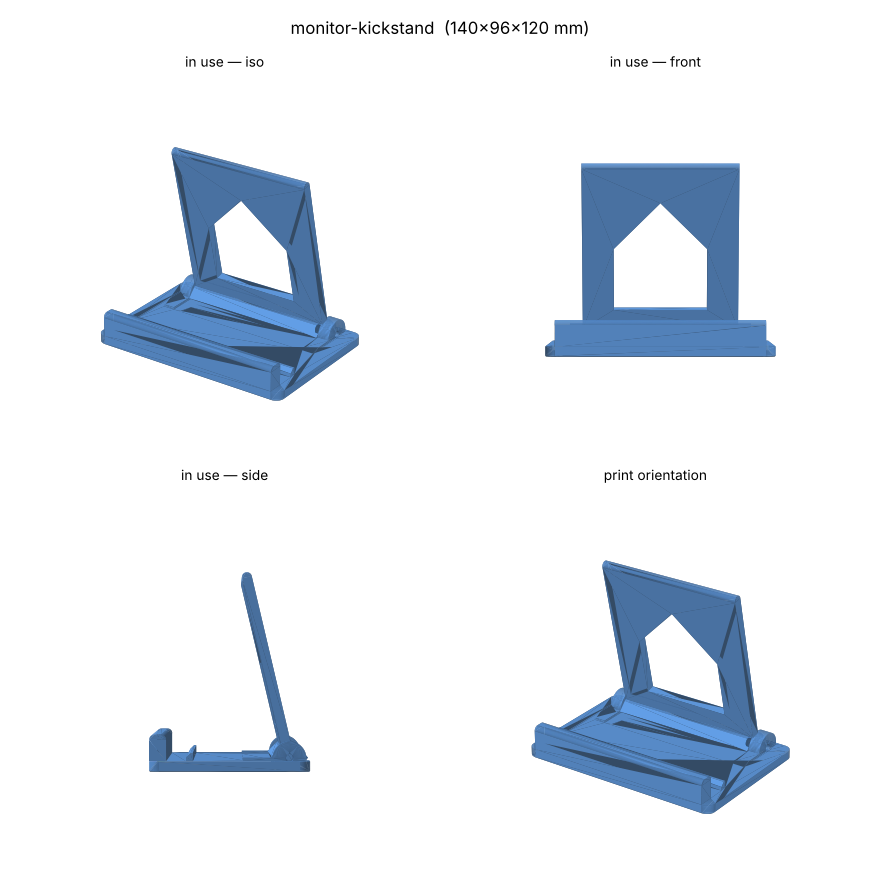 monitor-kickstand (140×96×120 mm)
in use — iso
in use — front
in use — side
print orientation